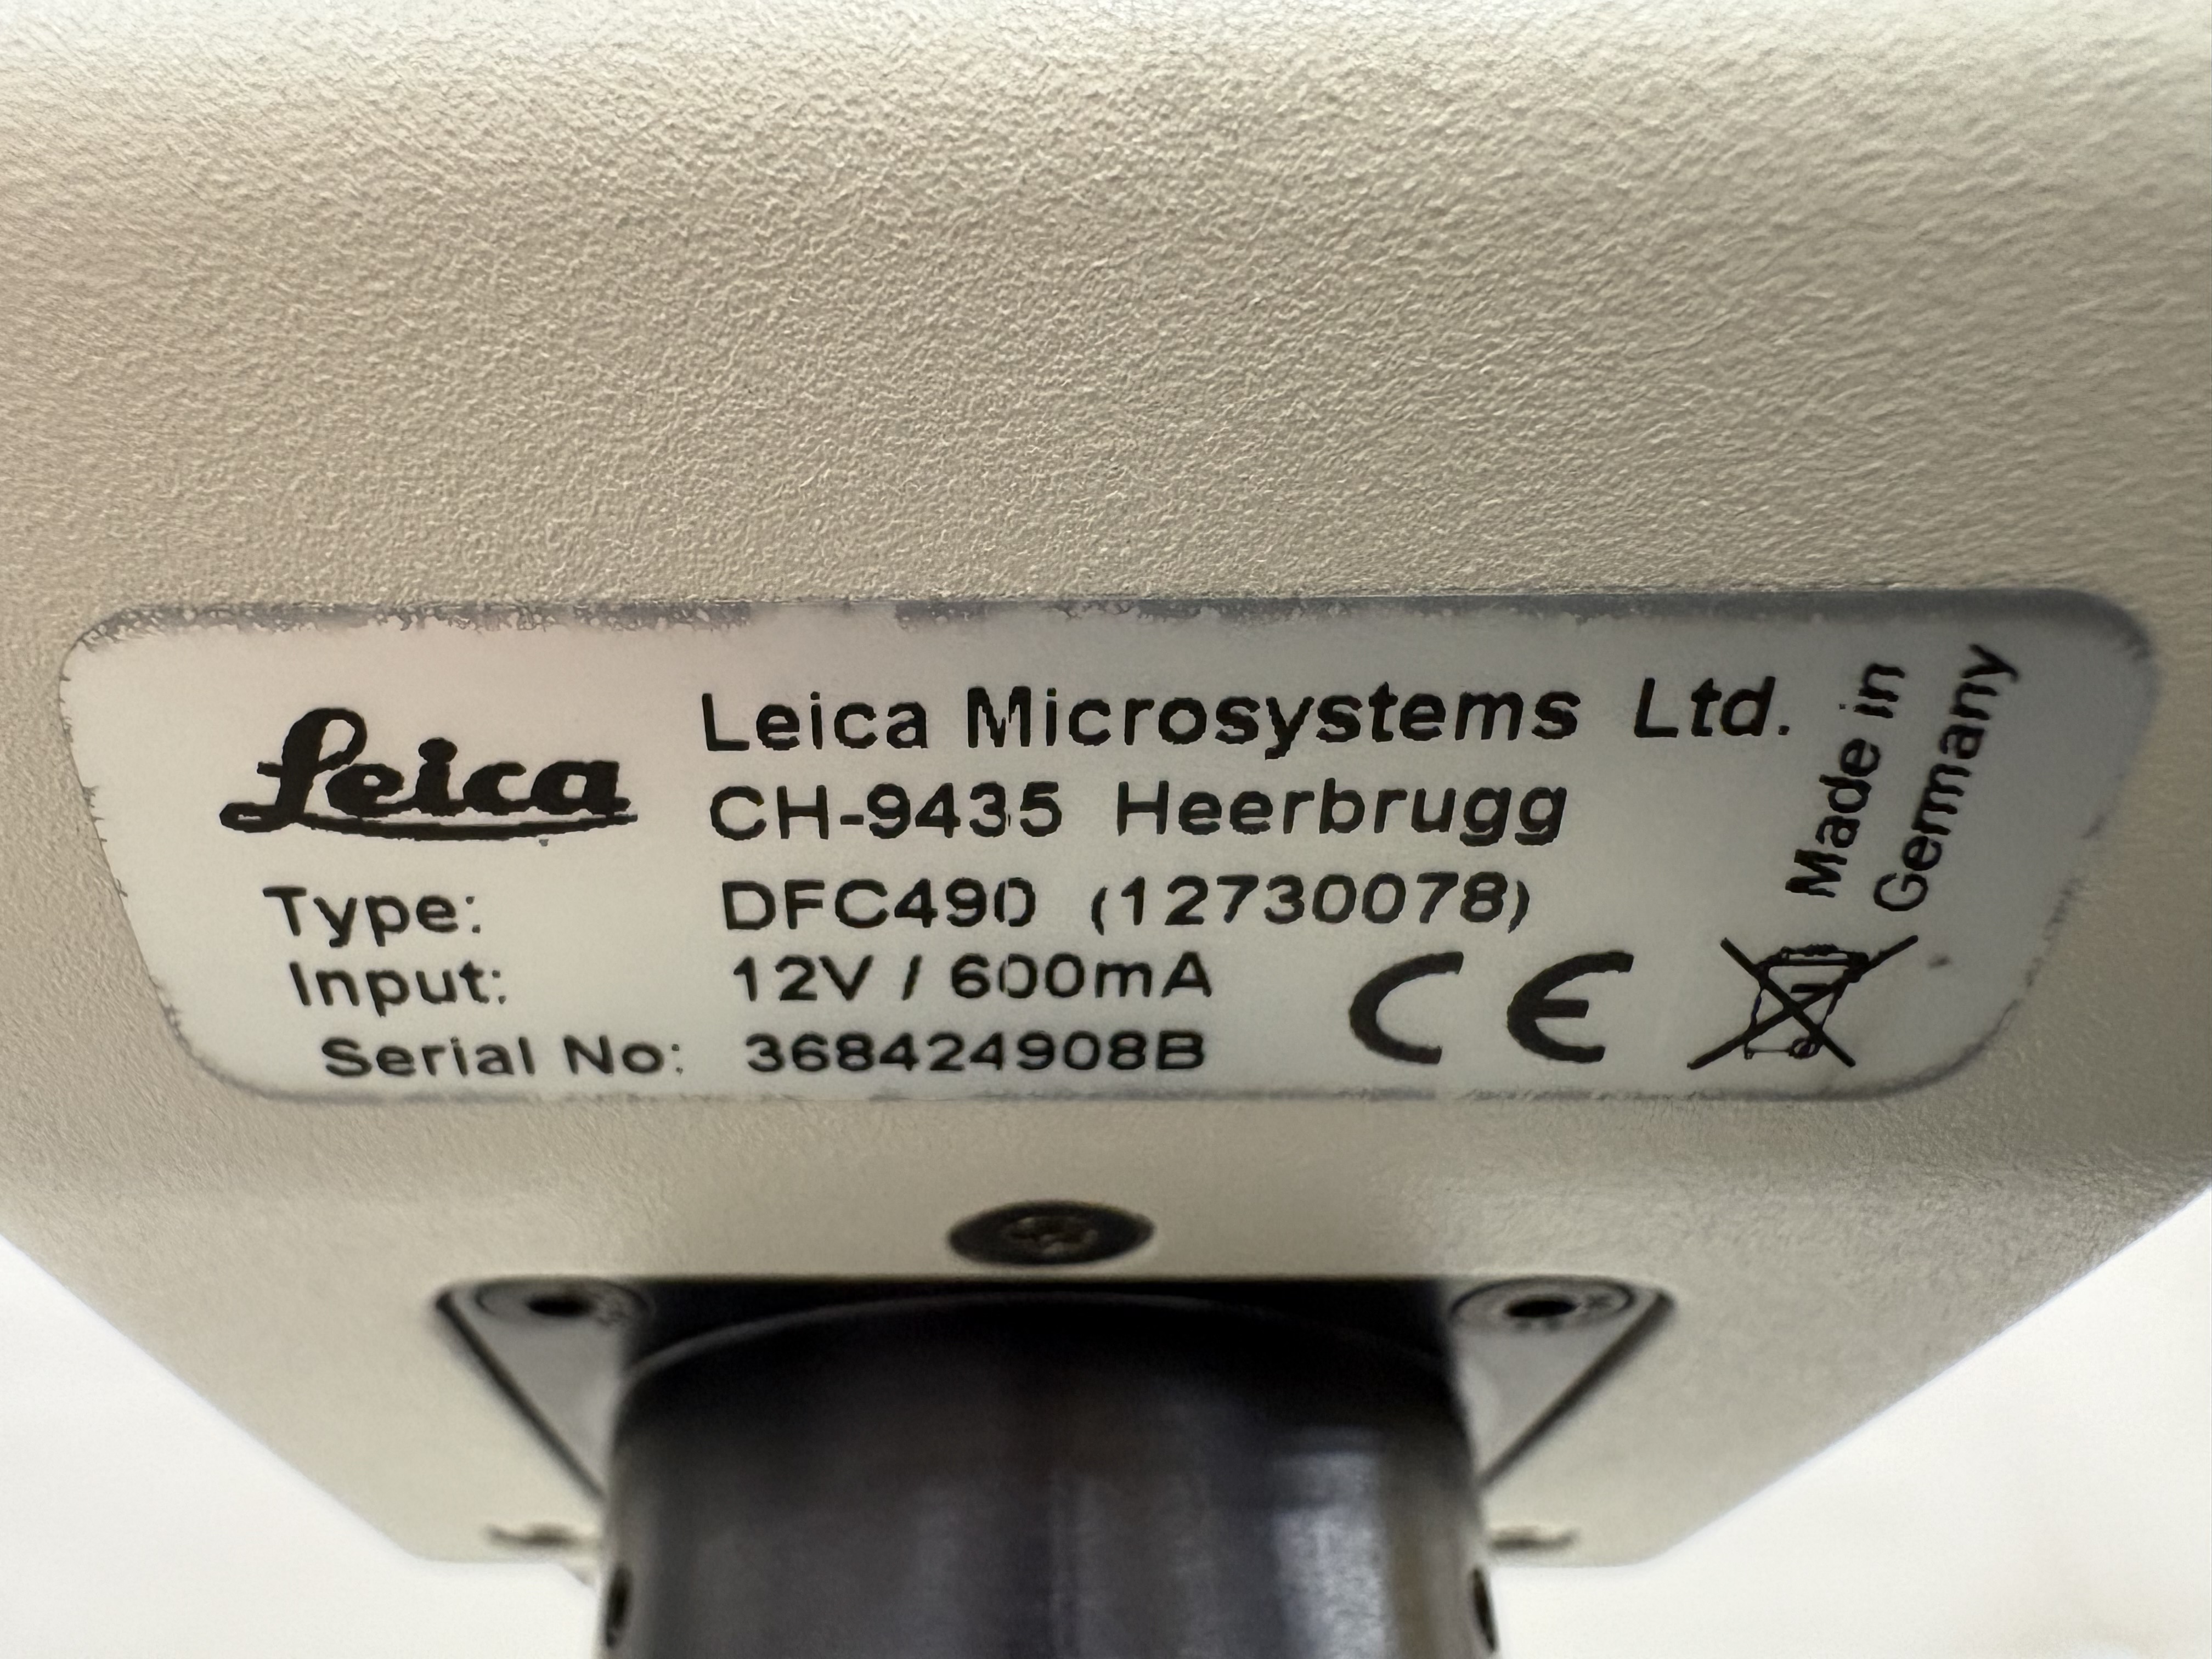 Leica
Leica Microsystems Ltd.
CH-9435 Heerbrugg
Type: DFC490 (12730078)
Input: 12V / 600mA
Serial No: 368424908B
CE
Made in
Germany